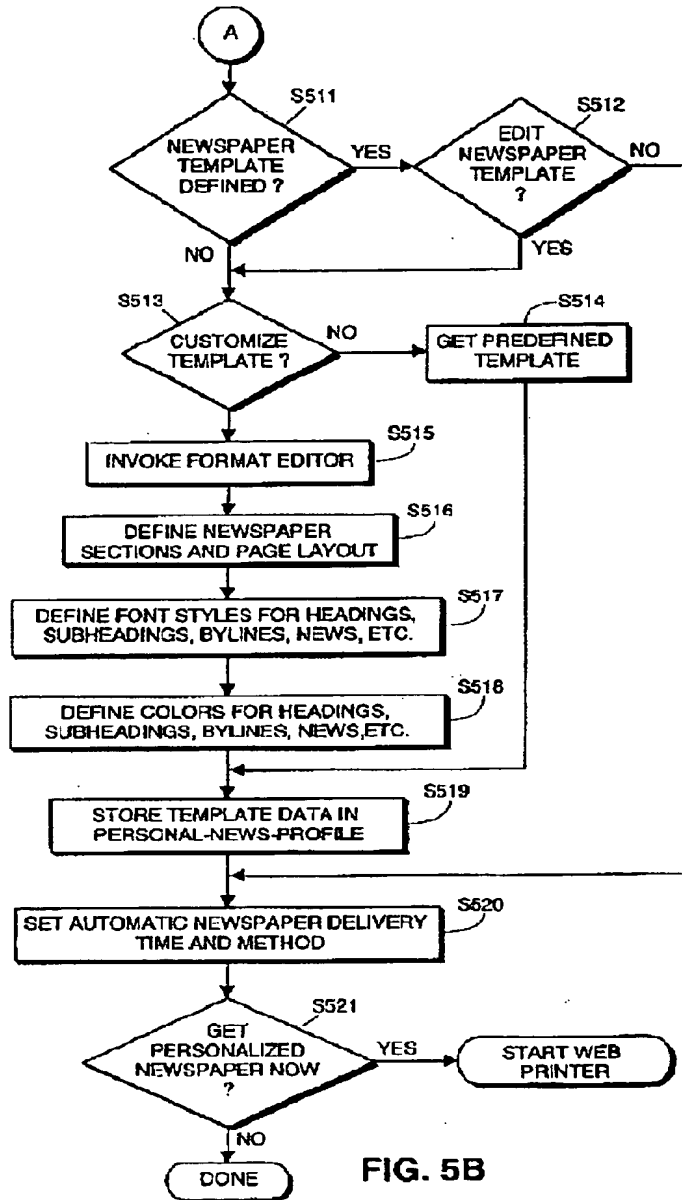 A
S511
NEWSPAPER
TEMPLATE
DEFINED ?
YES
NO
S512
EDIT
NEWSPAPER
TEMPLATE
?
NO
YES
S513
CUSTOMIZE
TEMPLATE ?
NO
S514
GET PREDEFINED
TEMPLATE
S515
INVOKE FORMAT EDITOR
S516
DEFINE NEWSPAPER
SECTIONS AND PAGE LAYOUT
S517
DEFINE FONT STYLES FOR HEADINGS,
SUBHEADINGS, BYLINES, NEWS, ETC.
S518
DEFINE COLORS FOR HEADINGS,
SUBHEADINGS, BYLINES, NEWS,ETC.
S519
STORE TEMPLATE DATA IN
PERSONAL-NEWS-PROFILE
S520
SET AUTOMATIC NEWSPAPER DELIVERY
TIME AND METHOD
S521
GET
PERSONALIZED
NEWSPAPER NOW
?
YES
START WEB
PRINTER
NO
DONE
FIG. 5B